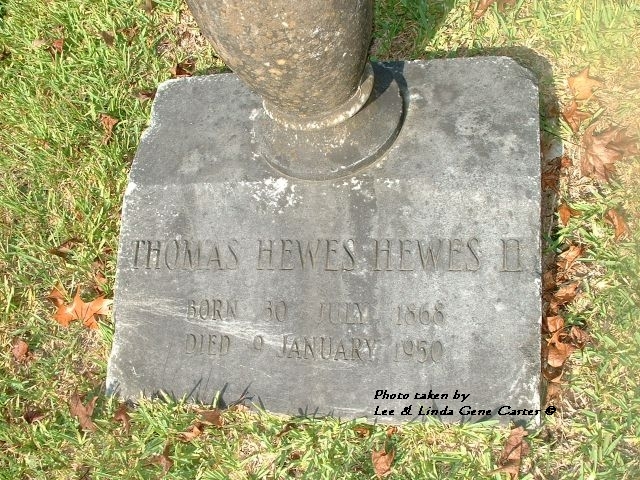 THOMAS HEWES HEWES II
BORN 30 JULY 1868
DIED 9 JANUARY 1950
Photo taken by
Lee & Linda Gene Carter ©